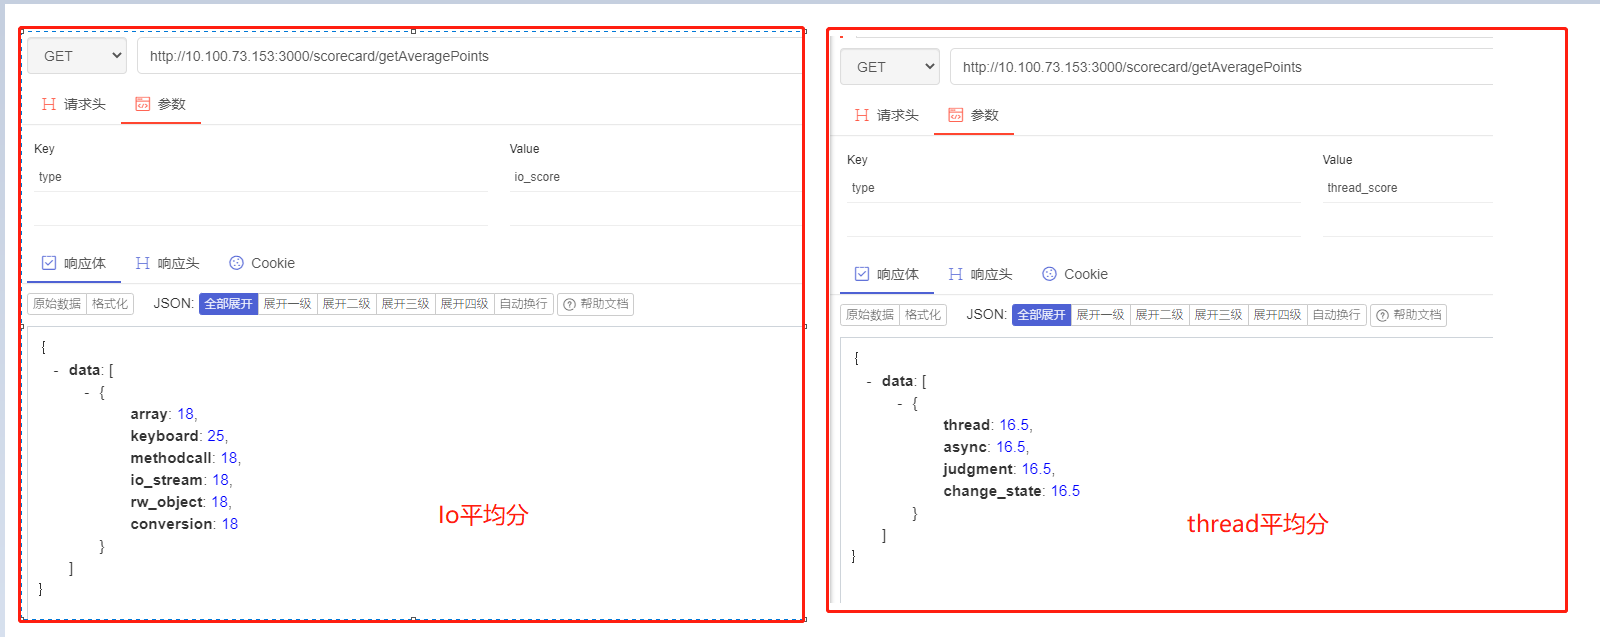 GET
http://10.100.73.153:3000/scorecard/getAveragePoints
请求头
参数
Key
Value
type
io_score
响应体
响应头
Cookie
原始数据 格式化 JSON: 全部展开 展开一级 展开二级 展开三级 展开四级 自动换行 帮助文档
{
- data: [
- {
array: 18,
keyboard: 25,
methodcall: 18,
io_stream: 18,
rw_object: 18,
conversion: 18
}
]
}
Io平均分
GET
http://10.100.73.153:3000/scorecard/getAveragePoints
请求头
参数
Key
Value
type
thread_score
响应体
响应头
Cookie
原始数据 格式化 JSON: 全部展开 展开一级 展开二级 展开三级 展开四级 自动换行 帮助文档
{
- data: [
- {
thread: 16.5,
async: 16.5,
judgment: 16.5,
change_state: 16.5
}
]
}
thread平均分